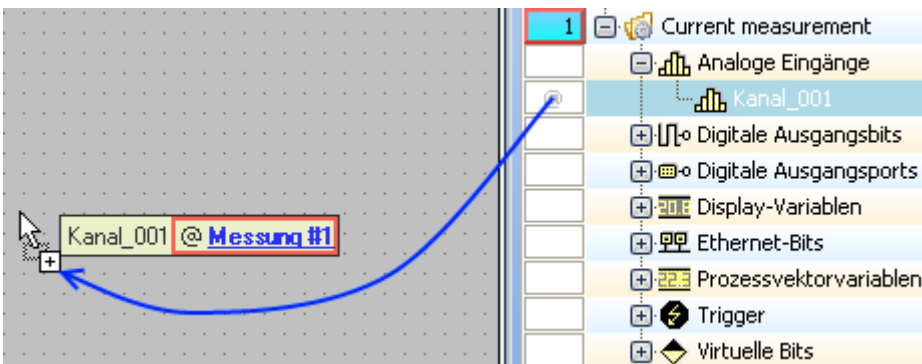 1 Current measurement
Analoge Eingänge
@ Kanal_001
Digitale Ausgangsbits
Digitale Ausgangsports
Display-Variablen
Kanal_001 @ Messung #1
Ethernet-Bits
Prozessvektorvariablen
Trigger
Virtuelle Bits